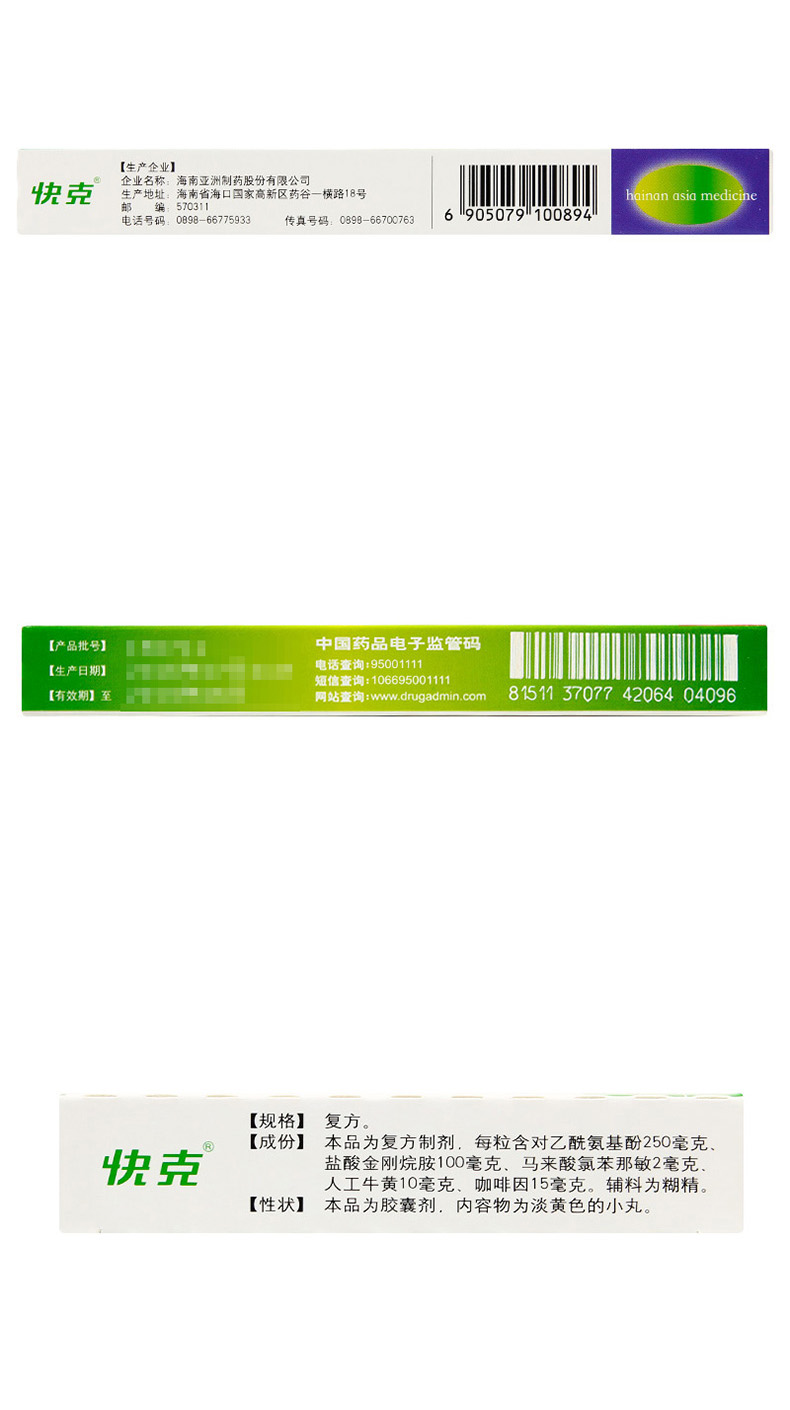 快克®
【生产企业】
企业名称：海南亚洲制药股份有限公司
生产地址：海南省海口国家高新区药谷一横路18号
邮　　编：570311
电话号码：0898-66775933　传真号码：0898-66700763
6 905079 100894
hainan asia medicine
【产品批号】
【生产日期】
【有效期】至
中国药品电子监管码
电话查询:95001111
短信查询:106695001111
网站查询:www.drugadmin.com
81511 37077 42064 04096
快克®
【规格】 复方。
【成份】 本品为复方制剂，每粒含对乙酰氨基酚250毫克、
盐酸金刚烷胺100毫克、马来酸氯苯那敏2毫克、
人工牛黄10毫克、咖啡因15毫克。辅料为糊精。
【性状】 本品为胶囊剂，内容物为淡黄色的小丸。